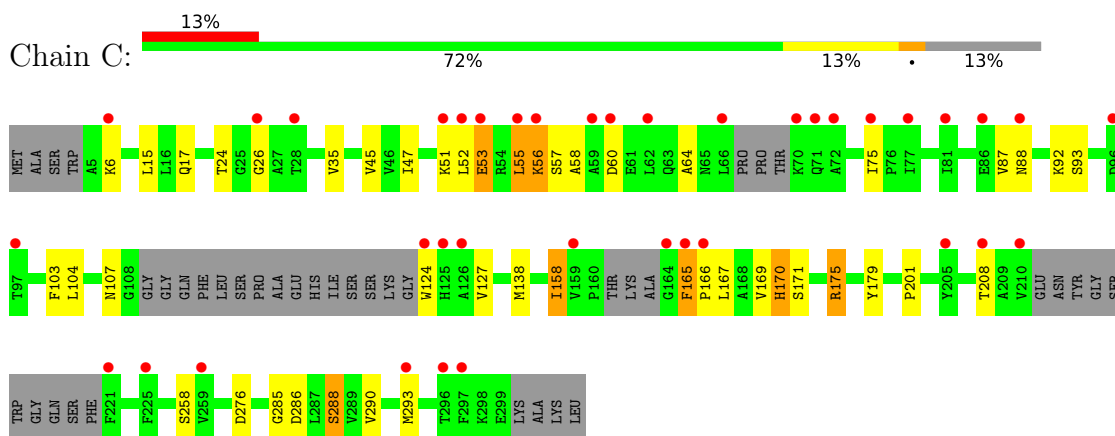 13%
Chain C:
72% 13% • 13%
MET ALA SER TRP A5 K6 L15 L16 Q17 T24 G25 G26 A27 T28 V35 V45 V46 I47 K51 L52 E53 R54 L55 K56 S57 A58 A59 D60 E61 L62 Q63 A64 N65 L66 PRO PRO THR K70 Q71 A72 I75 P76 I77 I81 E86 V87 N88 K92 S93 D96
T97 F103 L104 N107 G108 GLY GLY GLN PHE LEU SER PRO ALA GLU HIS ILE SER SER LYS GLY W124 H125 A126 V127 M138 I158 V159 P160 THR LYS ALA G164 F165 P166 L167 A168 V169 H170 S171 R175 Y179 P201 Y205 T208 A209 V210 GLU ASN TYR GLY SER
TRP GLY GLN SER PHE F221 F225 S258 V259 D276 G285 D286 L287 S288 V289 V290 M293 T296 F297 K298 E299 LYS ALA LYS LEU